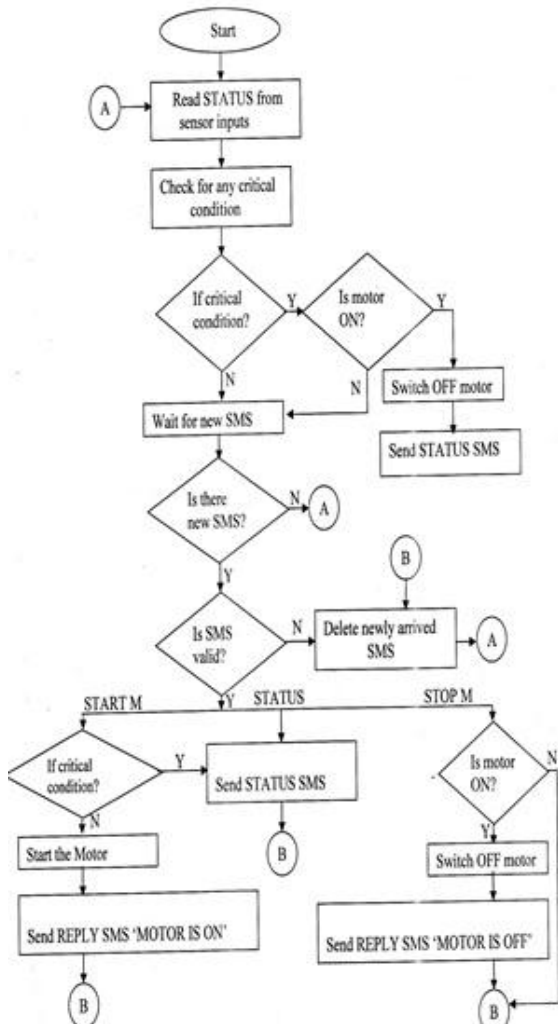 Start
A
Read STATUS from
sensor inputs
Check for any critical
condition
If critical
condition?
Y
Is motor
ON?
Y
N
N
Switch OFF motor
Wait for new SMS
Send STATUS SMS
Is there
new SMS?
N
A
Y
B
Is SMS
valid?
N
Delete newly arrived
SMS
A
Y
START M
STATUS
STOP M
If critical
condition?
Y
Send STATUS SMS
Is motor
ON?
N
N
B
Y
Start the Motor
Switch OFF motor
Send REPLY SMS ‘MOTOR IS ON’
Send REPLY SMS ‘MOTOR IS OFF”
B
B